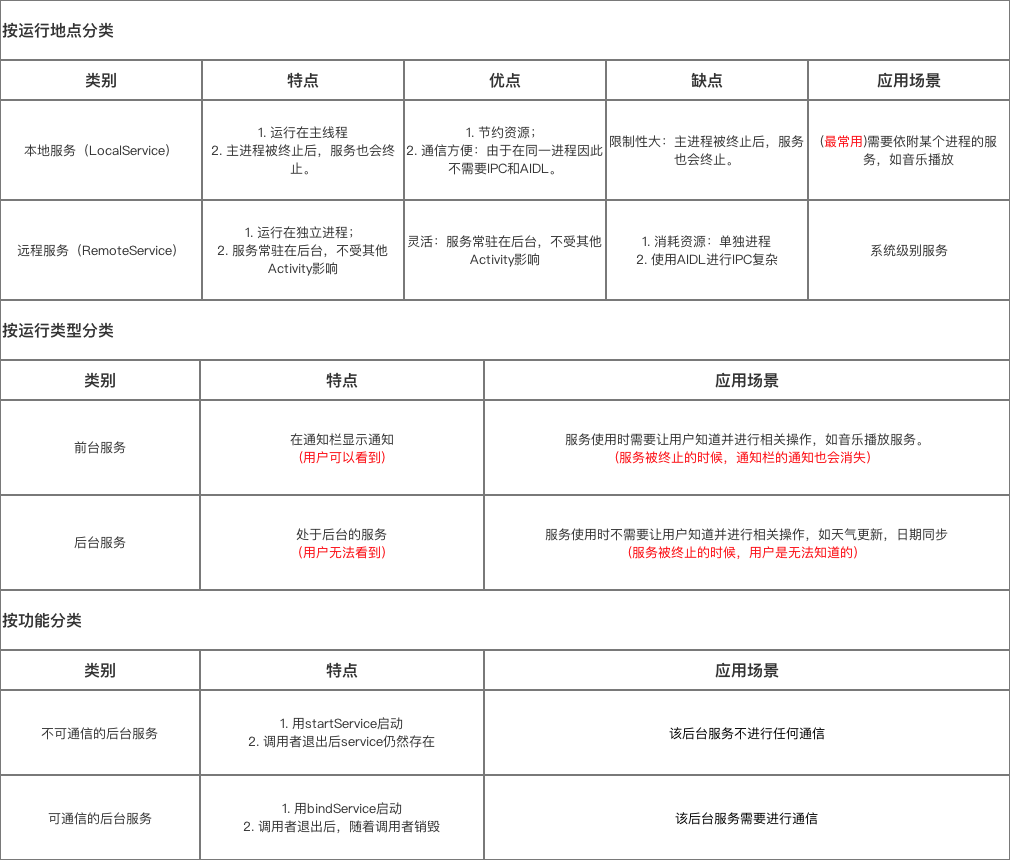 按运行地点分类
类别
特点
优点
缺点
应用场景
本地服务（LocalService）
1. 运行在主线程
2. 主进程被终止后，服务也会终
止。
1. 节约资源；
2. 通信方便：由于在同一进程因此
不需要IPC和AIDL。
限制性大：主进程被终止后，服务
也会终止。
(最常用)需要依附某个进程的服
务，如音乐播放
远程服务（RemoteService）
1. 运行在独立进程；
2. 服务常驻在后台，不受其他
Activity影响
灵活：服务常驻在后台，不受其他
Activity影响
1. 消耗资源：单独进程
2. 使用AIDL进行IPC复杂
系统级别服务
按运行类型分类
类别
特点
应用场景
前台服务
在通知栏显示通知
(用户可以看到)
服务使用时需要让用户知道并进行相关操作，如音乐播放服务。
(服务被终止的时候，通知栏的通知也会消失)
后台服务
处于后台的服务
(用户无法看到)
服务使用时不需要让用户知道并进行相关操作，如天气更新，日期同步
(服务被终止的时候，用户是无法知道的)
按功能分类
类别
特点
应用场景
不可通信的后台服务
1. 用startService启动
2. 调用者退出后service仍然存在
该后台服务不进行任何通信
可通信的后台服务
1. 用bindService启动
2. 调用者退出后，随着调用者销毁
该后台服务需要进行通信